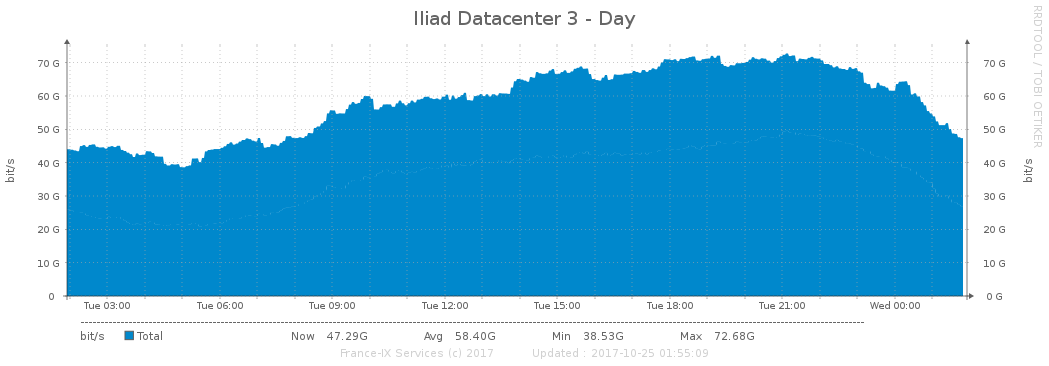 Iliad Datacenter 3 - Day
RRDTOOL / TOBI OETIKER
70 G 70 G
60 G 60 G
50 G 50 G
40 G 40 G
30 G 30 G
20 G 20 G
10 G 10 G
0 0 G
bit/s bit/s
Tue 03:00 Tue 06:00 Tue 09:00 Tue 12:00 Tue 15:00 Tue 18:00 Tue 21:00 Wed 00:00
bit/s Total Now 47.29G Avg 58.40G Min 38.53G Max 72.68G
France-IX Services (c) 2017 Updated : 2017-10-25 01:55:09